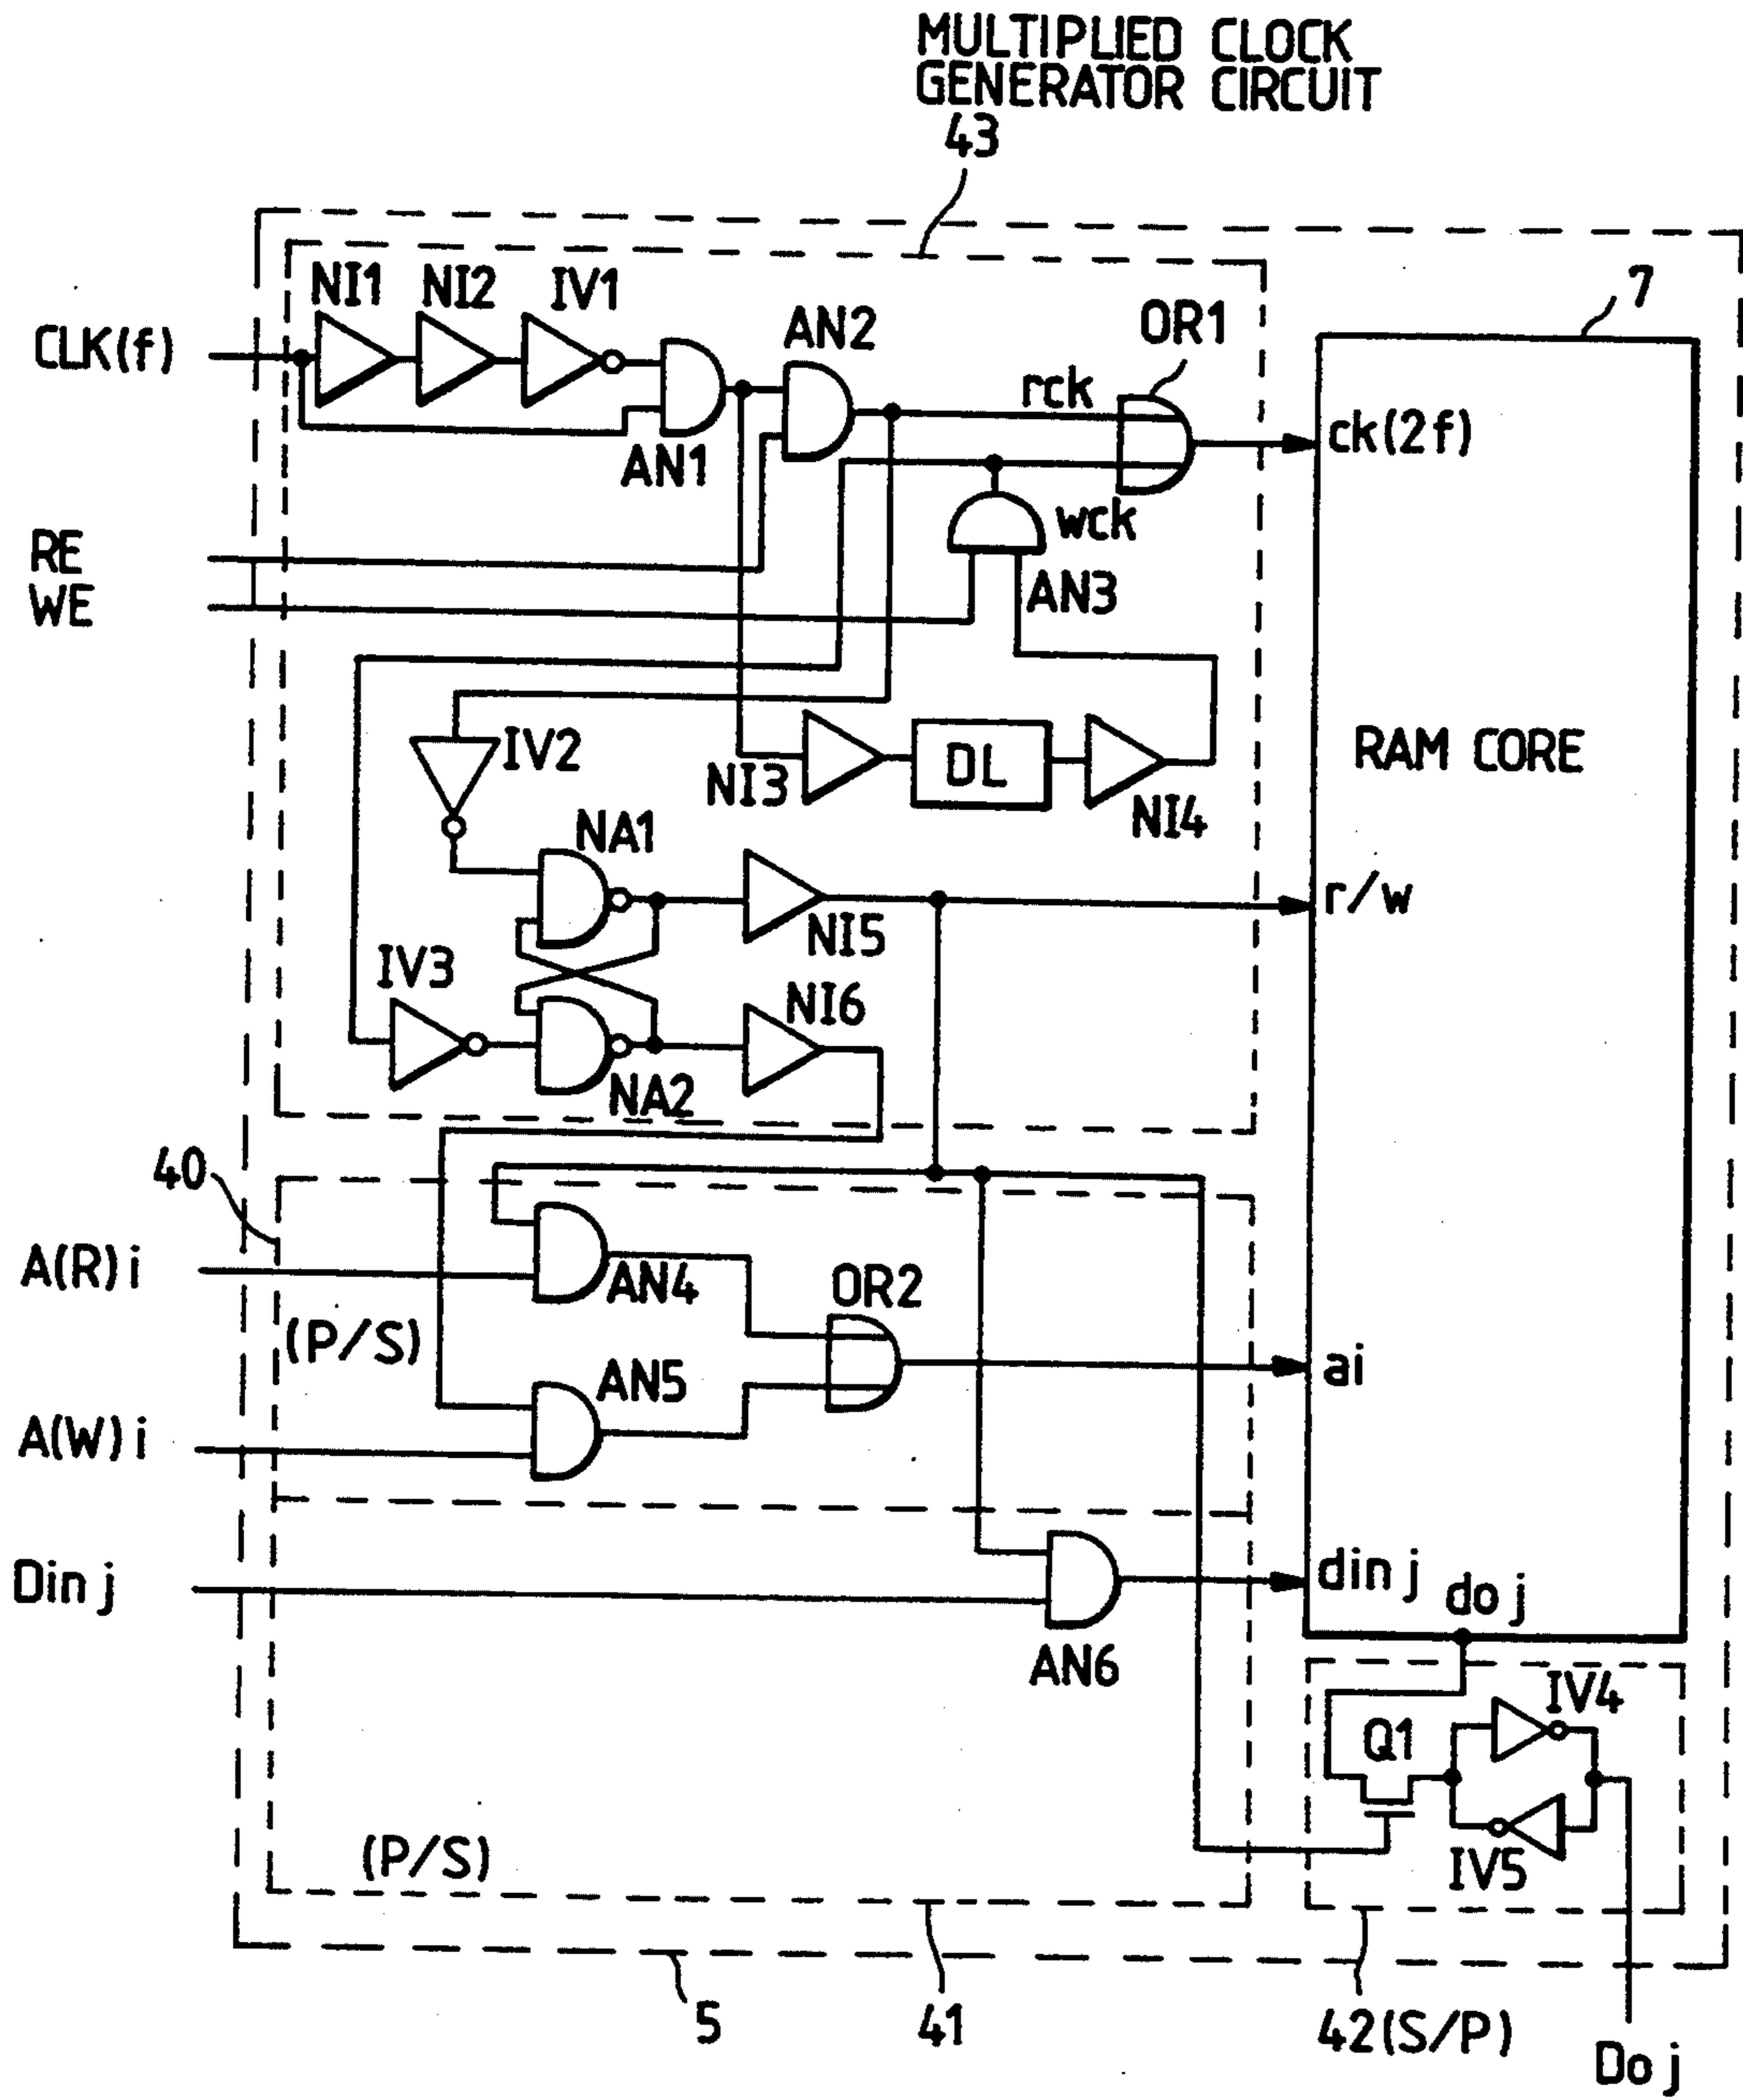 MULTIPLIED CLOCK
GENERATOR CIRCUIT
43
NI1
NI2
IV1
7
CLK(f)
AN2
OR1
rck
AN1
ck(2f)
wck
RE
WE
AN3
IV2
NI3
DL
NI4
RAM CORE
NA1
r/w
NI5
IV3
NI6
NA2
40
A(R)i
AN4
OR2
(P/S)
AN5
ai
A(W)i
Din j
din j
do j
AN6
IV4
Q1
IV5
(P/S)
5
41
42(S/P)
Do j